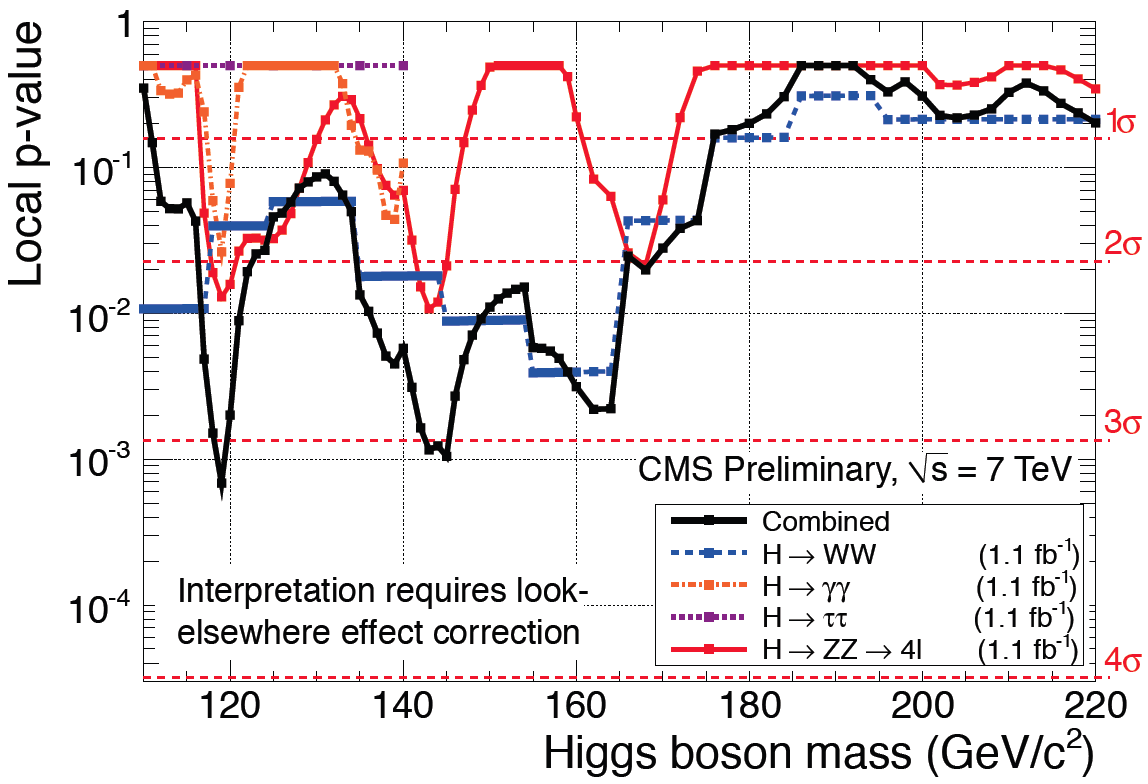 Local p-value
1
10⁻¹
10⁻²
10⁻³
10⁻⁴
1σ
2σ
3σ
4σ
CMS Preliminary, √s = 7 TeV
Combined
H → WW (1.1 fb⁻¹)
H → γγ (1.1 fb⁻¹)
H → ττ (1.1 fb⁻¹)
H → ZZ → 4l (1.1 fb⁻¹)
Interpretation requires look-
elsewhere effect correction
120 140 160 180 200 220
Higgs boson mass (GeV/c²)